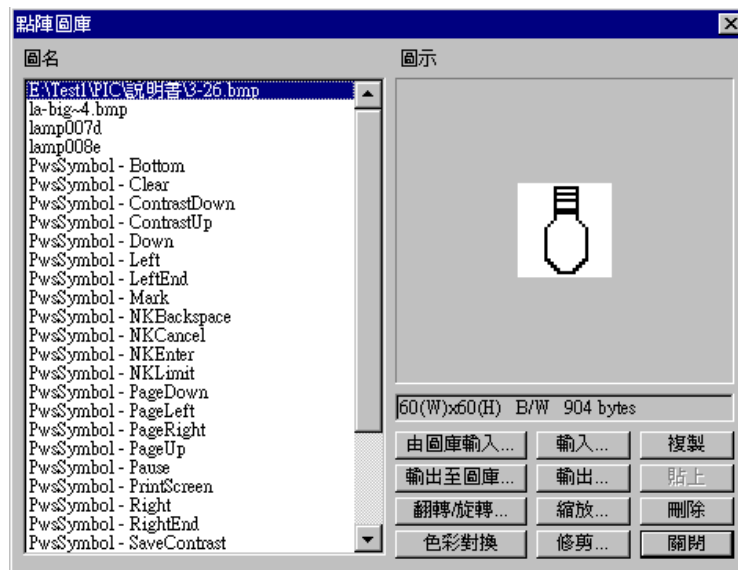 點陣圖庫
圖名
E:\Test1\PIC\說明書\3-26.bmp
la-big~4.bmp
lamp007d
lamp008e
PwsSymbol - Bottom
PwsSymbol - Clear
PwsSymbol - ContrastDown
PwsSymbol - ContrastUp
PwsSymbol - Down
PwsSymbol - Left
PwsSymbol - LeftEnd
PwsSymbol - Mark
PwsSymbol - NKBackspace
PwsSymbol - NKCancel
PwsSymbol - NKEnter
PwsSymbol - NKLimit
PwsSymbol - PageDown
PwsSymbol - PageLeft
PwsSymbol - PageRight
PwsSymbol - PageUp
PwsSymbol - Pause
PwsSymbol - PrintScreen
PwsSymbol - Right
PwsSymbol - RightEnd
PwsSymbol - SaveContrast
圖示
60(W)x60(H) B/W 904 bytes
由圖庫輸入... 輸入... 複製
輸出至圖庫... 輸出... 貼上
翻轉/旋轉... 縮放... 刪除
色彩對換 修剪... 關閉